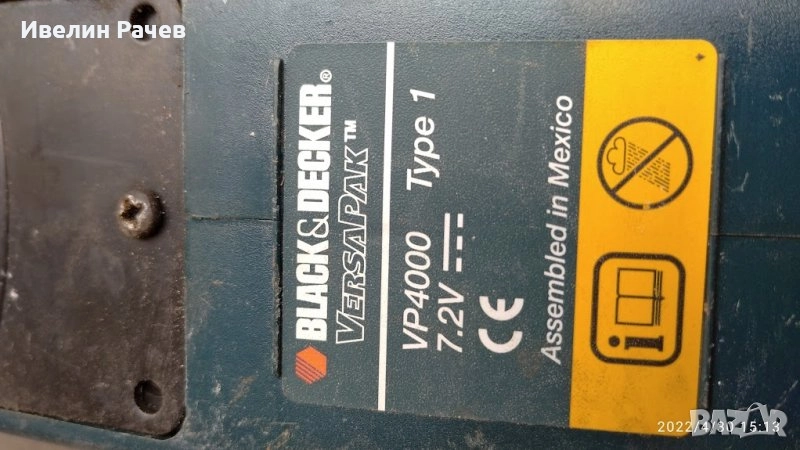 Ивелин Рачев
BLACK&DECKER®
VERSAPAK™
VP4000 Type 1
7.2V
CE
Assembled in Mexico
i
2022/4/30 15:13
BAZAR